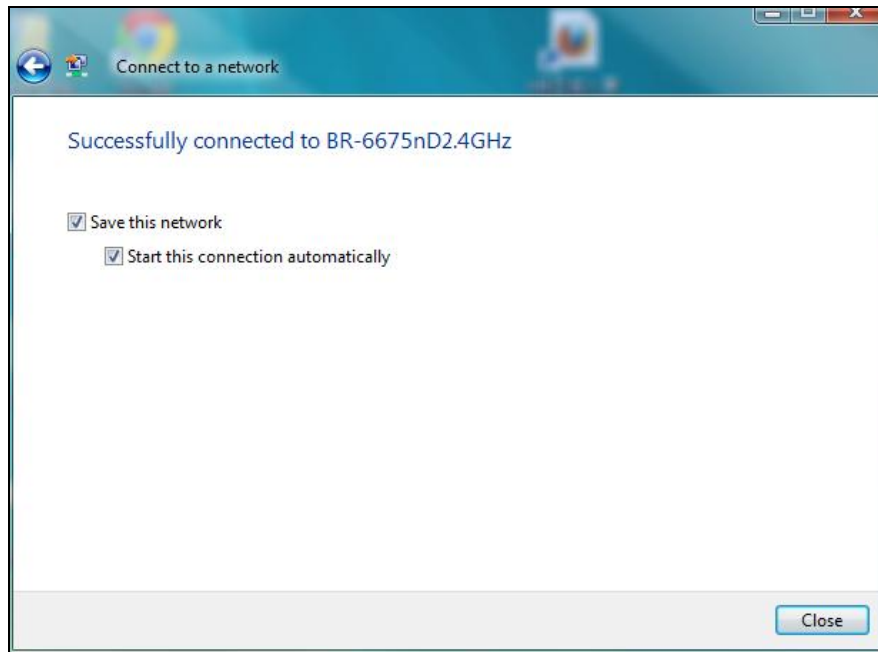 Connect to a network
Successfully connected to BR-6675nD2.4GHz
Save this network
Start this connection automatically
Close